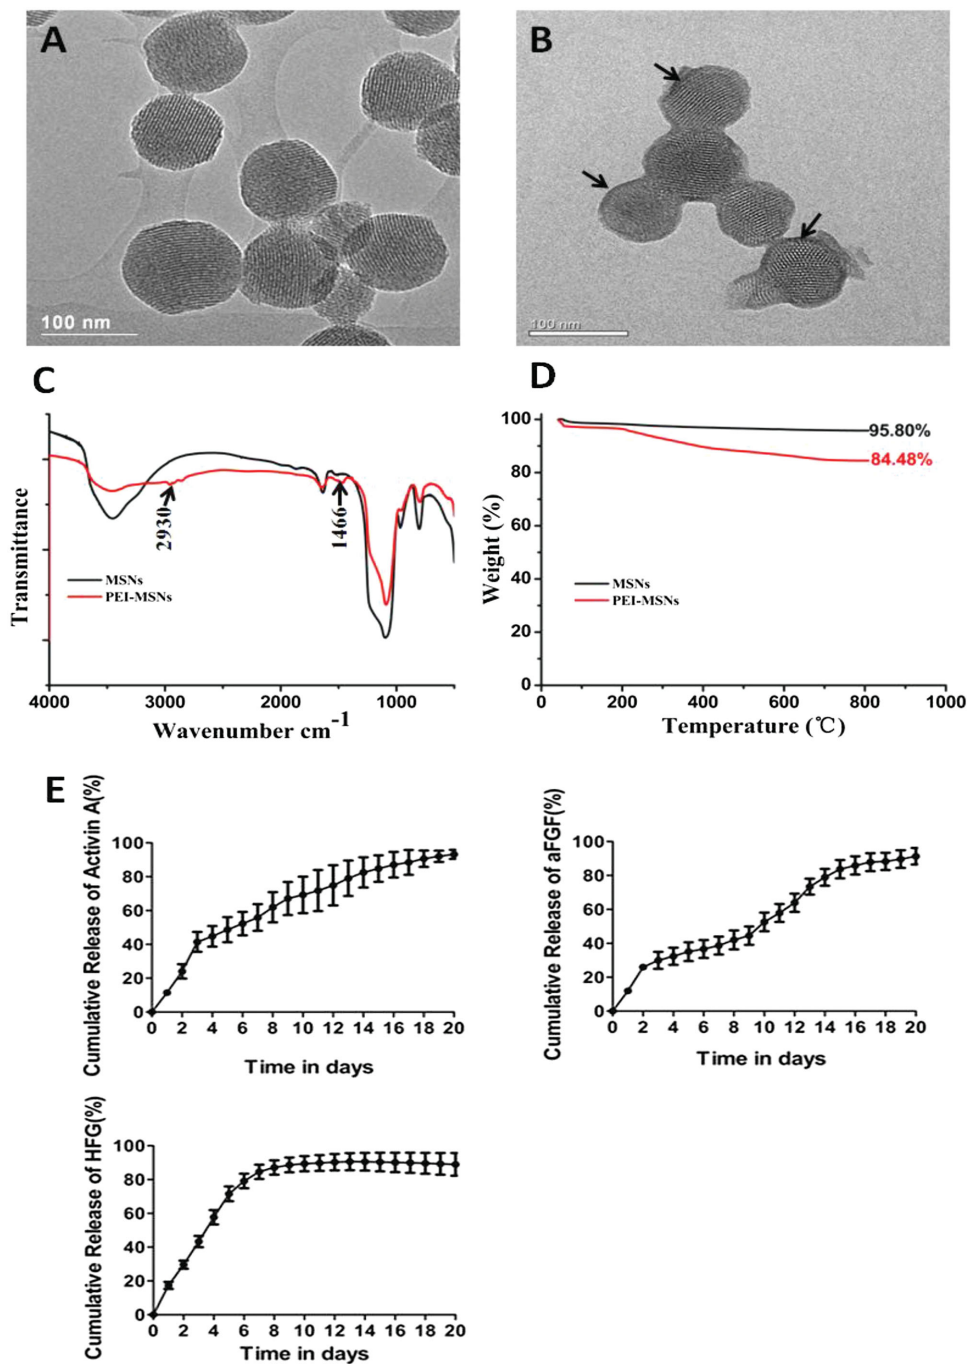 A
100 nm
B
100 nm
C
Transmittance
2930
1466
MSNs
PEI-MSNs
4000
3000
2000
1000
Wavenumber cm-1
D
Weight (%)
100
80
60
40
20
0
95.80%
84.48%
MSNs
PEI-MSNs
0
200
400
600
800
1000
Temperature (℃)
E
Cumulative Release of Activin A(%)
100
80
60
40
20
0
0 2 4 6 8 10 12 14 16 18 20
Time in days
Cumulative Release of aFGF(%)
100
80
60
40
20
0
0 2 4 6 8 10 12 14 16 18 20
Time in days
Cumulative Release of HFG(%)
100
80
60
40
20
0
0 2 4 6 8 10 12 14 16 18 20
Time in days